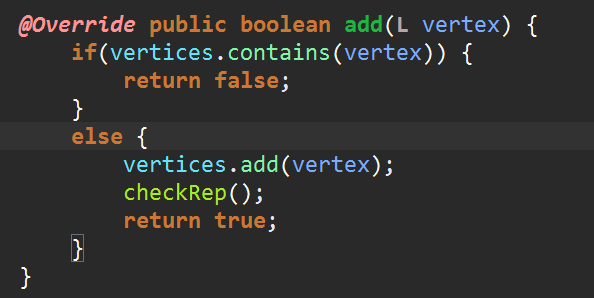 @Override public boolean add(L vertex) {
    if(vertices.contains(vertex)) {
        return false;
    }
    else {
        vertices.add(vertex);
        checkRep();
        return true;
    }
}